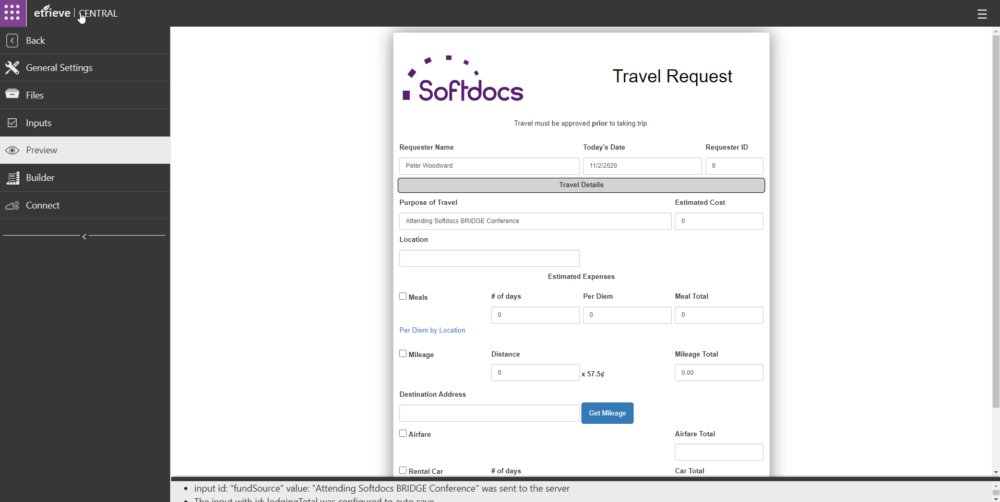 etrieve | CENTRAL
Back
General Settings
Files
Inputs
Preview
Builder
Connect
Softdocs
Travel Request
Travel must be approved prior to taking trip.
Requester Name Today's Date Requester ID
Peter Woodward 11/2/2020 9
Travel Details
Purpose of Travel Estimated Cost
Attending Softdocs BRIDGE Conference 0
Location
Estimated Expenses
Meals # of days Per Diem Meal Total
0 0 0
Per Diem by Location
Mileage Distance Mileage Total
0 x 57.5¢ 0.00
Destination Address
Get Mileage
Airfare Airfare Total
Rental Car # of days Car Total
• input id: "fundSource" value: "Attending Softdocs BRIDGE Conference" was sent to the server
• The input with id: lodgingTotal was configured to auto save